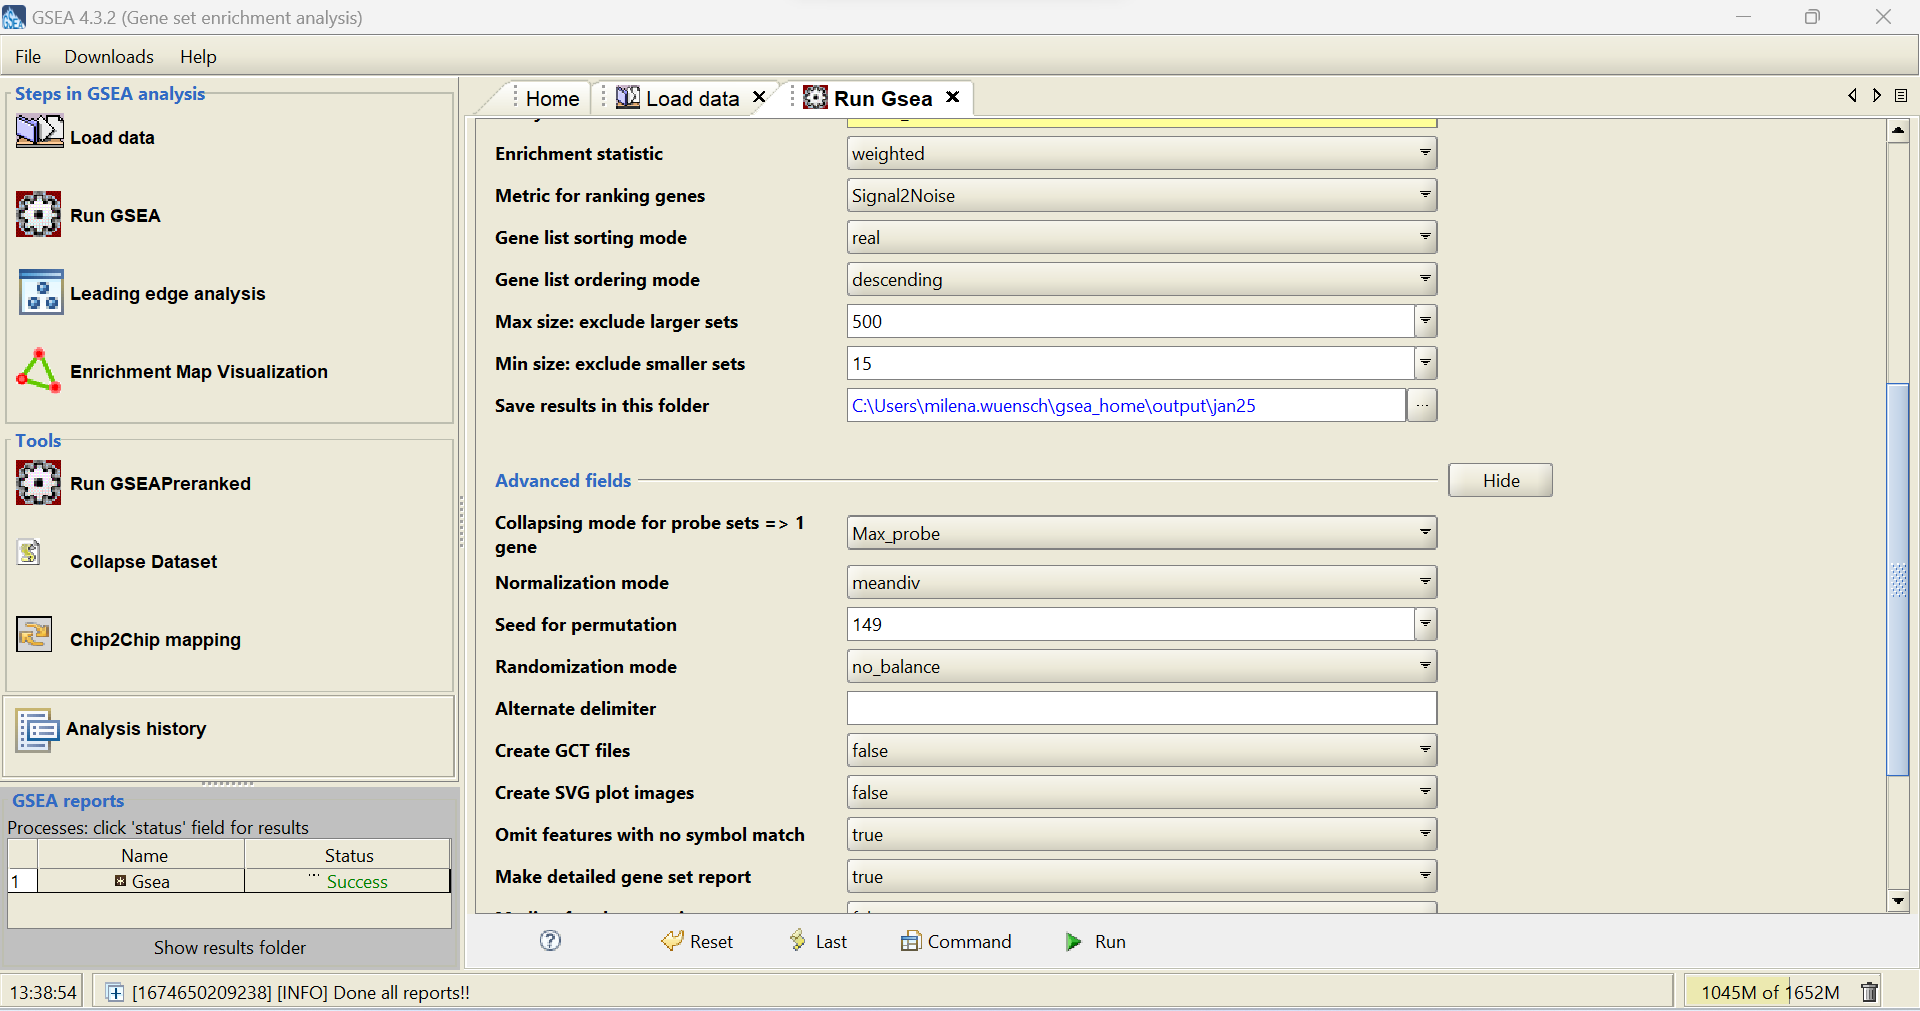 GSEA 4.3.2 (Gene set enrichment analysis)
File Downloads Help
Steps in GSEA analysis
Load data
Run GSEA
Leading edge analysis
Enrichment Map Visualization
Tools
Run GSEAPreranked
Collapse Dataset
Chip2Chip mapping
Analysis history
GSEA reports
Processes: click 'status' field for results
Name Status
1 Gsea ... Success
Show results folder
Home Load data Run Gsea
Enrichment statistic weighted
Metric for ranking genes Signal2Noise
Gene list sorting mode real
Gene list ordering mode descending
Max size: exclude larger sets 500
Min size: exclude smaller sets 15
Save results in this folder C:\Users\milena.wuensch\gsea_home\output\jan25 ...
Advanced fields Hide
Collapsing mode for probe sets => 1
gene Max_probe
Normalization mode meandiv
Seed for permutation 149
Randomization mode no_balance
Alternate delimiter
Create GCT files false
Create SVG plot images false
Omit features with no symbol match true
Make detailed gene set report true
? Reset Last Command Run
13:38:54 [1674650209238] [INFO] Done all reports!! 1045M of 1652M